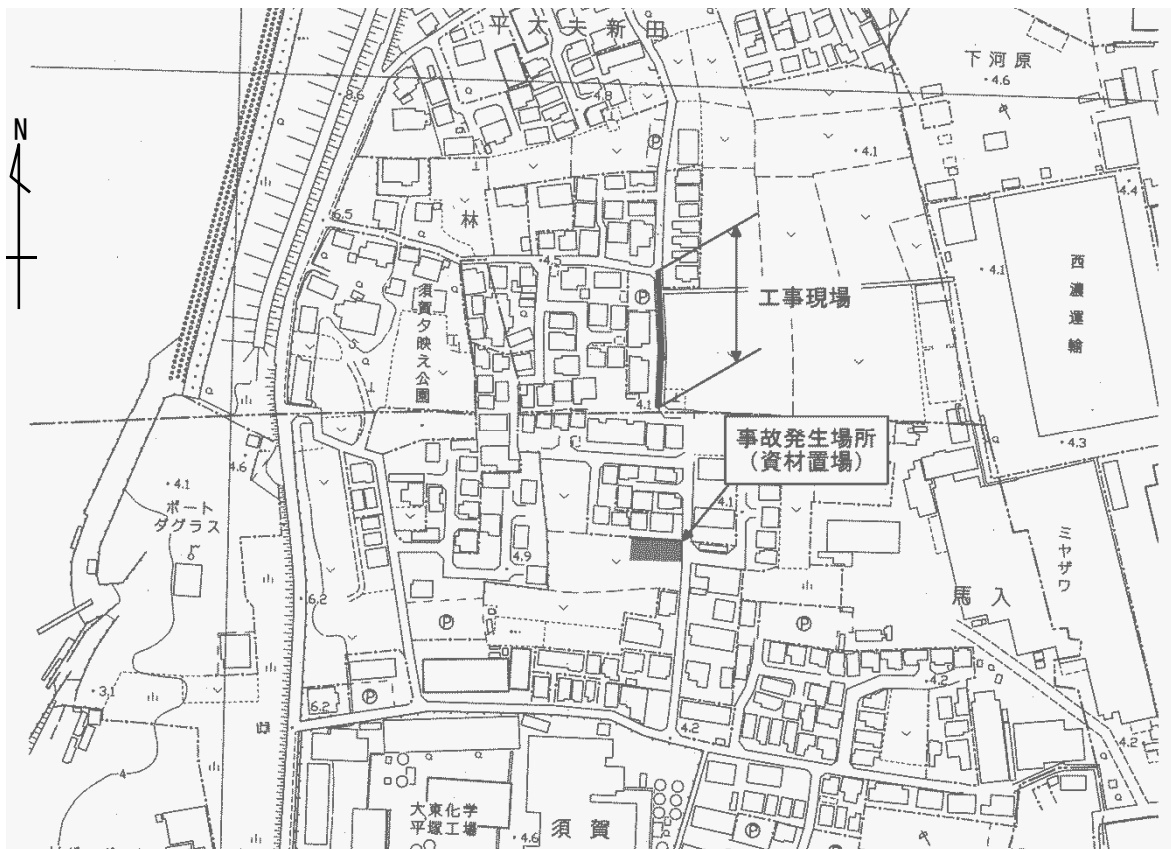 平太夫新田
下河原
4.6
8.6
4.8
N
P
4.1
4.4
6.5
林
4.5
4.1
西濃運輸
P
工事現場
須賀夕映え公園
4.1
事故発生場所
（資材置場）
4.3
4.6
4.1
4.1
ポート
ダグラス
ミヤザワ
4.9
6.2
馬入
P
P
4.2
3.1
6.2
P
4.2
4.2
4
大東化学
平塚工場
4.6
須賀
P